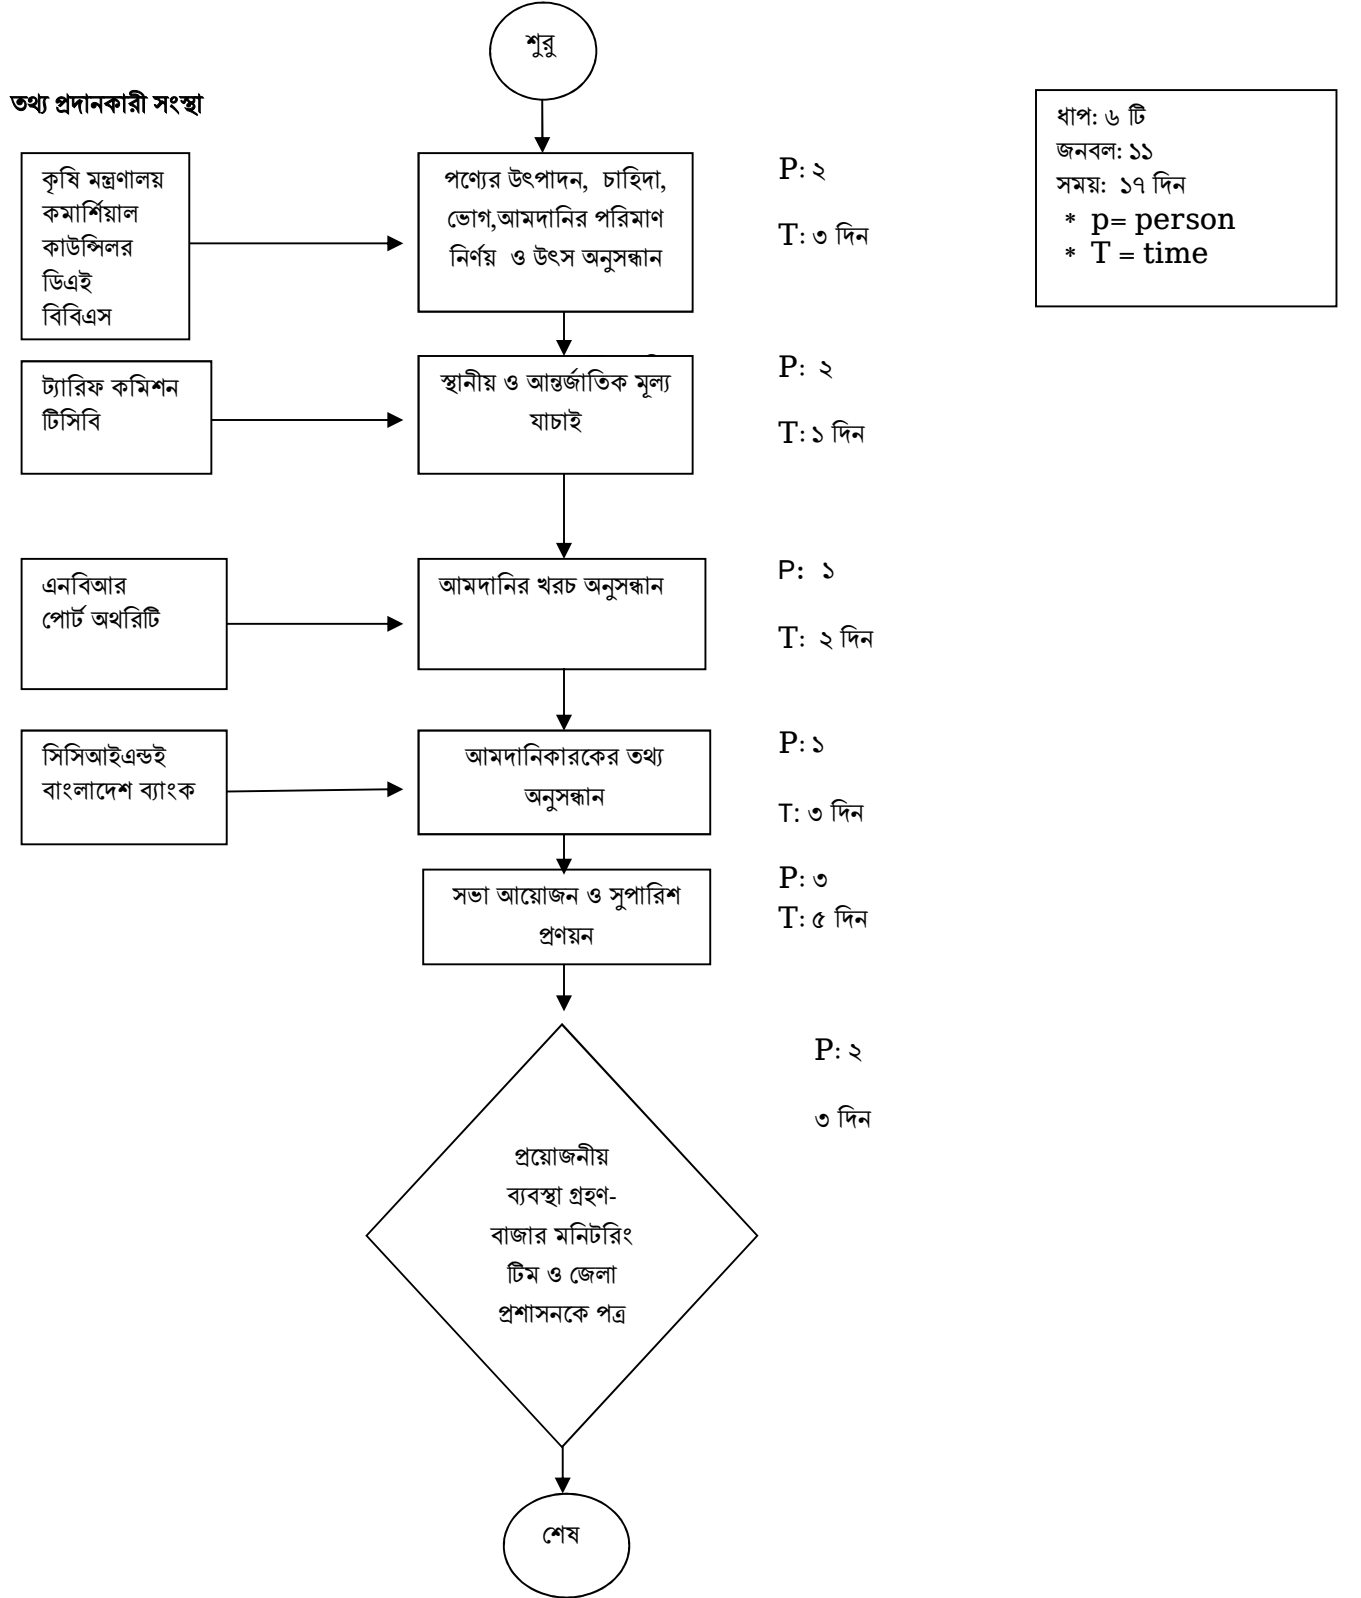 শুরু
তথ্য প্রদানকারী সংস্থা
ধাপ: ৬ টি
জনবল: ১১
সময়:  ১৭ দিন
* p= person
* T = time
কৃষি মন্ত্রণালয়
কমার্শিয়াল
কাউন্সিলর
ডিএই
বিবিএস
পণ্যের উৎপাদন,  চাহিদা,
ভোগ,আমদানির পরিমাণ
নির্ণয়  ও উৎস অনুসন্ধান
P: ২
T: ৩ দিন
ট্যারিফ কমিশন
টিসিবি
স্থানীয় ও আন্তর্জাতিক মূল্য
যাচাই
P:  ২
T: ১ দিন
এনবিআর
পোর্ট অথরিটি
আমদানির খরচ অনুসন্ধান
P:  ১
T:  ২ দিন
সিসিআইএন্ডই
বাংলাদেশ ব্যাংক
আমদানিকারকের তথ্য
অনুসন্ধান
P: ১
T: ৩ দিন
সভা আয়োজন ও সুপারিশ
প্রণয়ন
P: ৩
T: ৫ দিন
প্রয়োজনীয়
ব্যবস্থা গ্রহণ-
বাজার মনিটরিং
টিম ও জেলা
প্রশাসনকে পত্র
P: ২
৩ দিন
শেষ